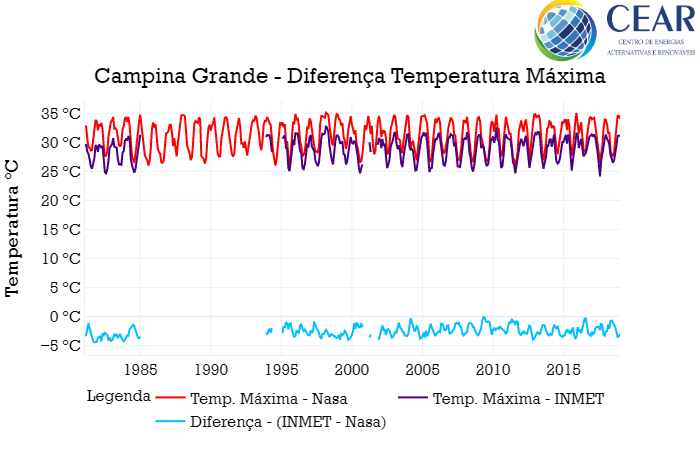 CEAR
CENTRO DE ENERGIAS
ALTERNATIVAS E RENOVÁVEIS
Campina Grande - Diferença Temperatura Máxima
Temperatura °C
35 °C
30 °C
25 °C
20 °C
15 °C
10 °C
5 °C
0 °C
−5 °C
1985 1990 1995 2000 2005 2010 2015
Legenda
Temp. Máxima - Nasa
Temp. Máxima - INMET
Diferença - (INMET - Nasa)